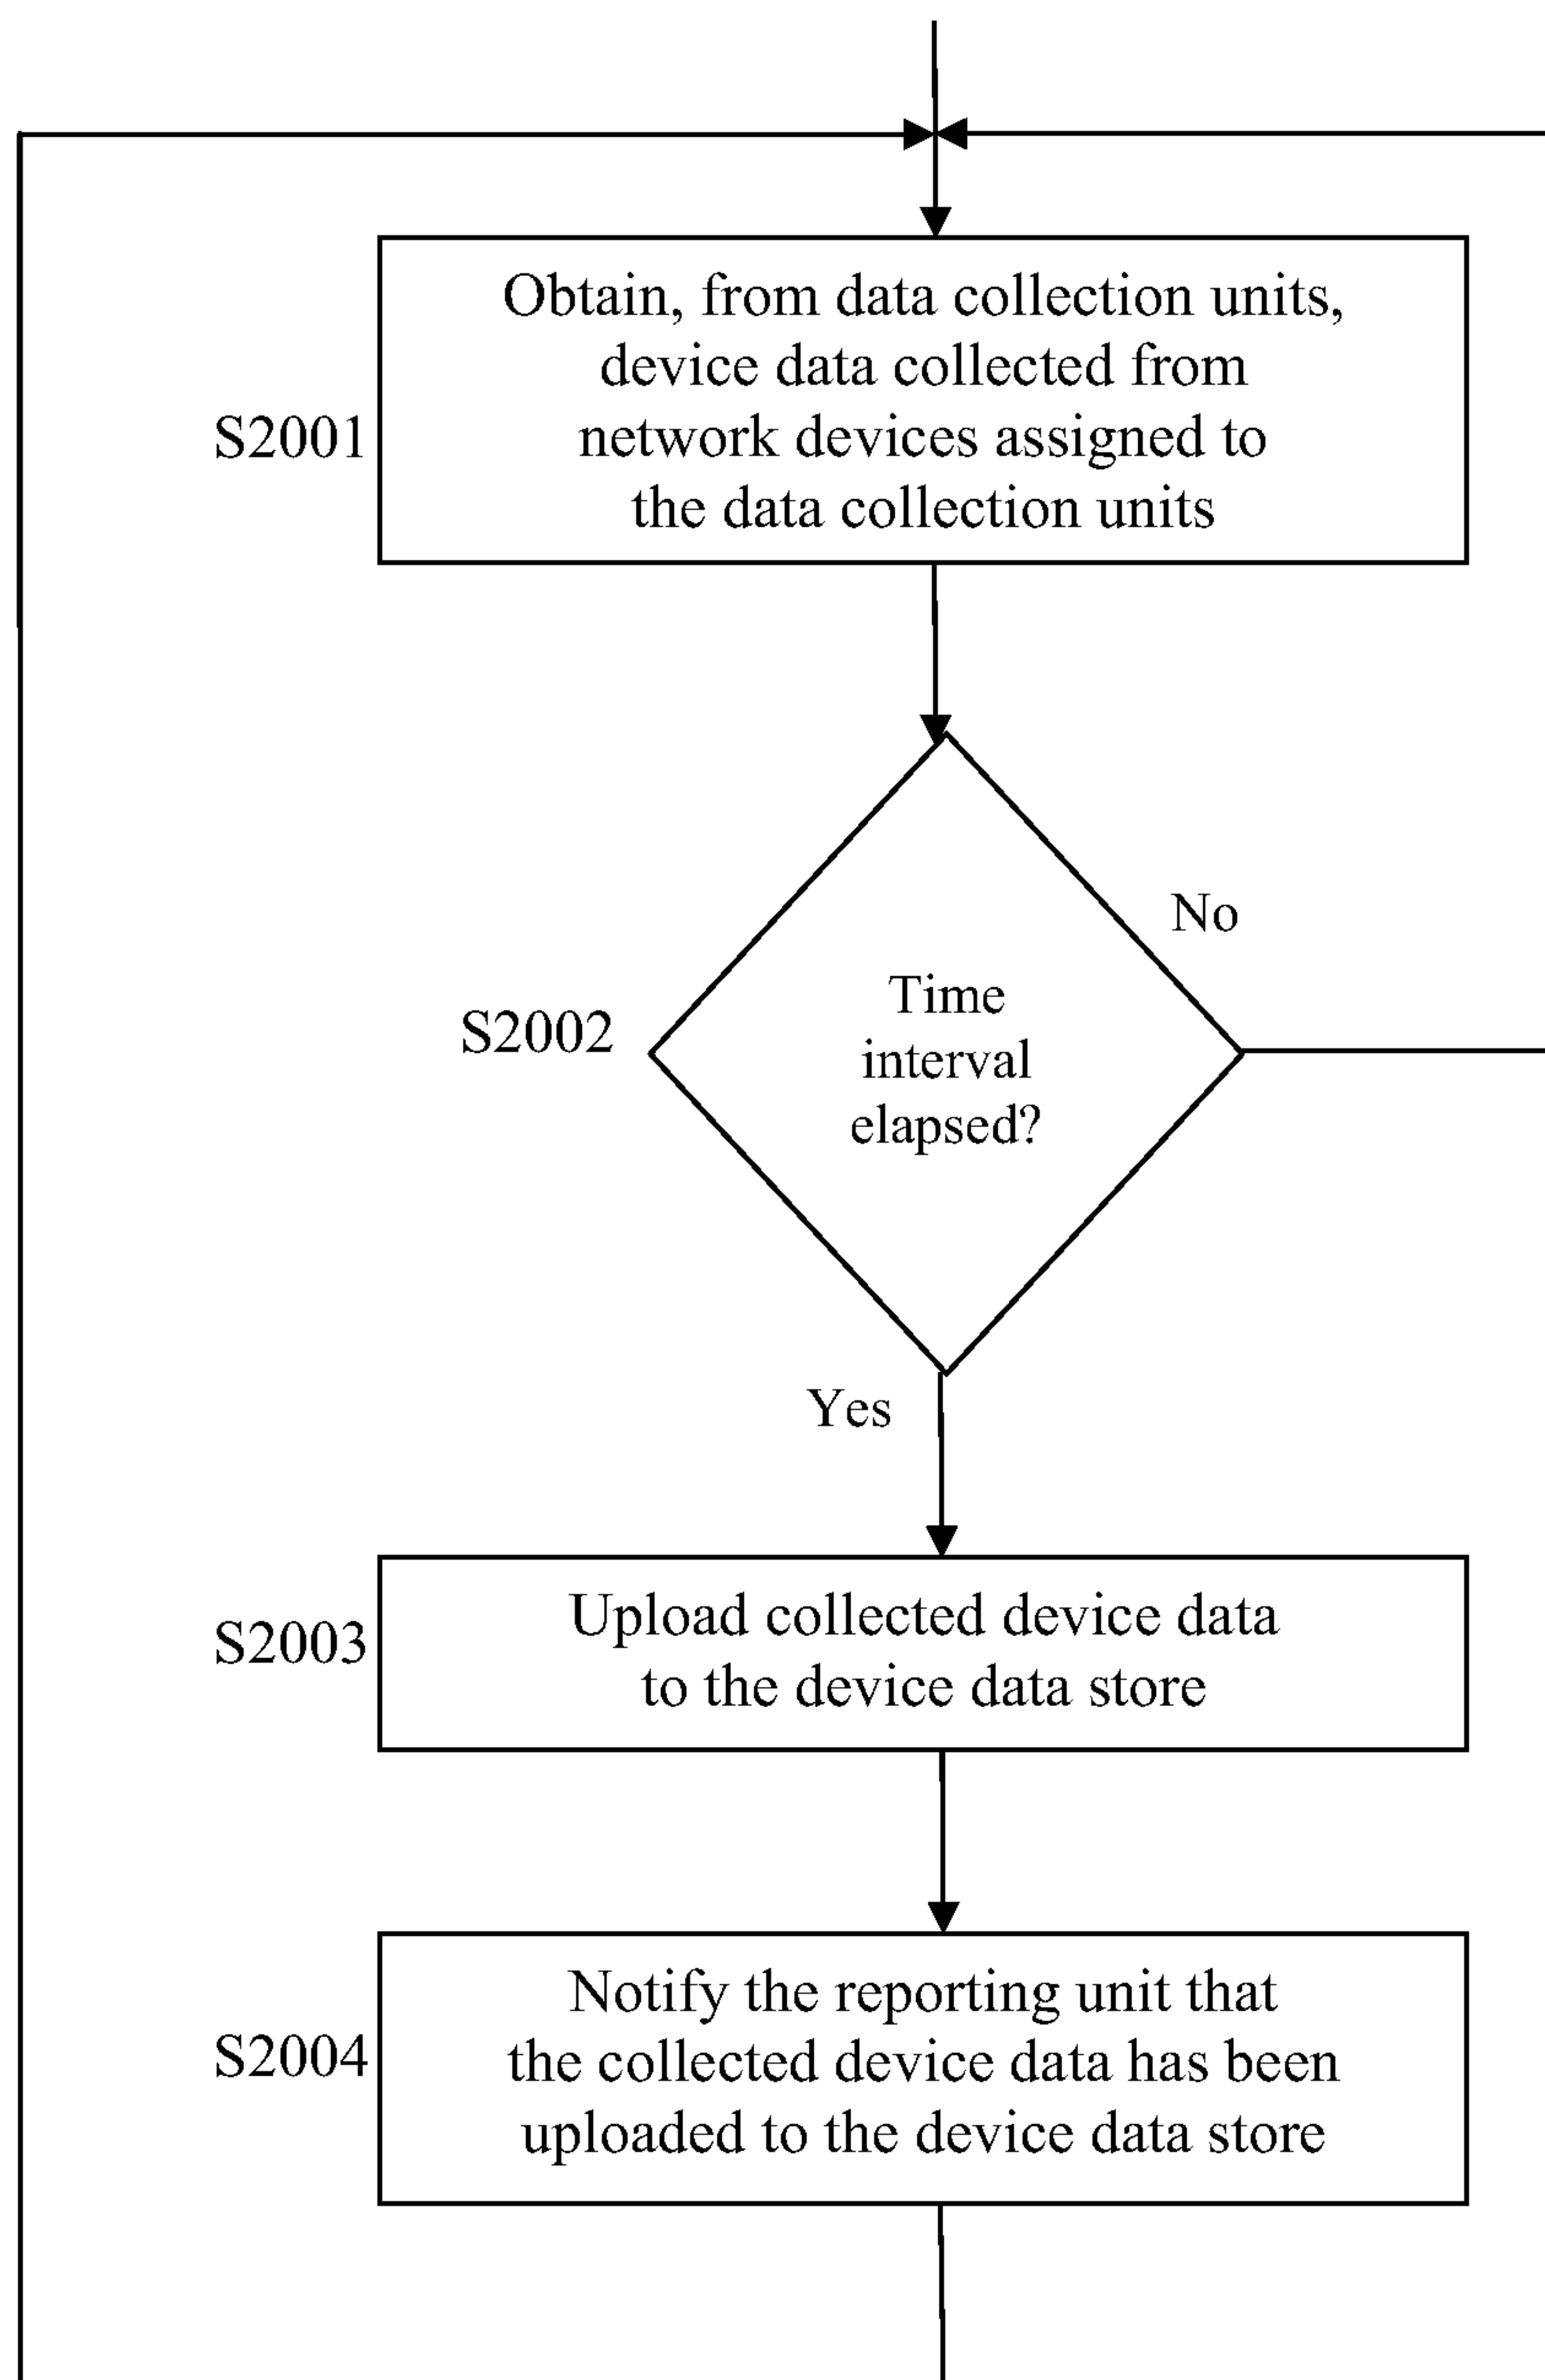 Obtain, from data collection units,
device data collected from
network devices assigned to
the data collection units
S2001
No
Time
interval
elapsed?
S2002
Yes
Upload collected device data
to the device data store
S2003
Notify the reporting unit that
the collected device data has been
uploaded to the device data store
S2004